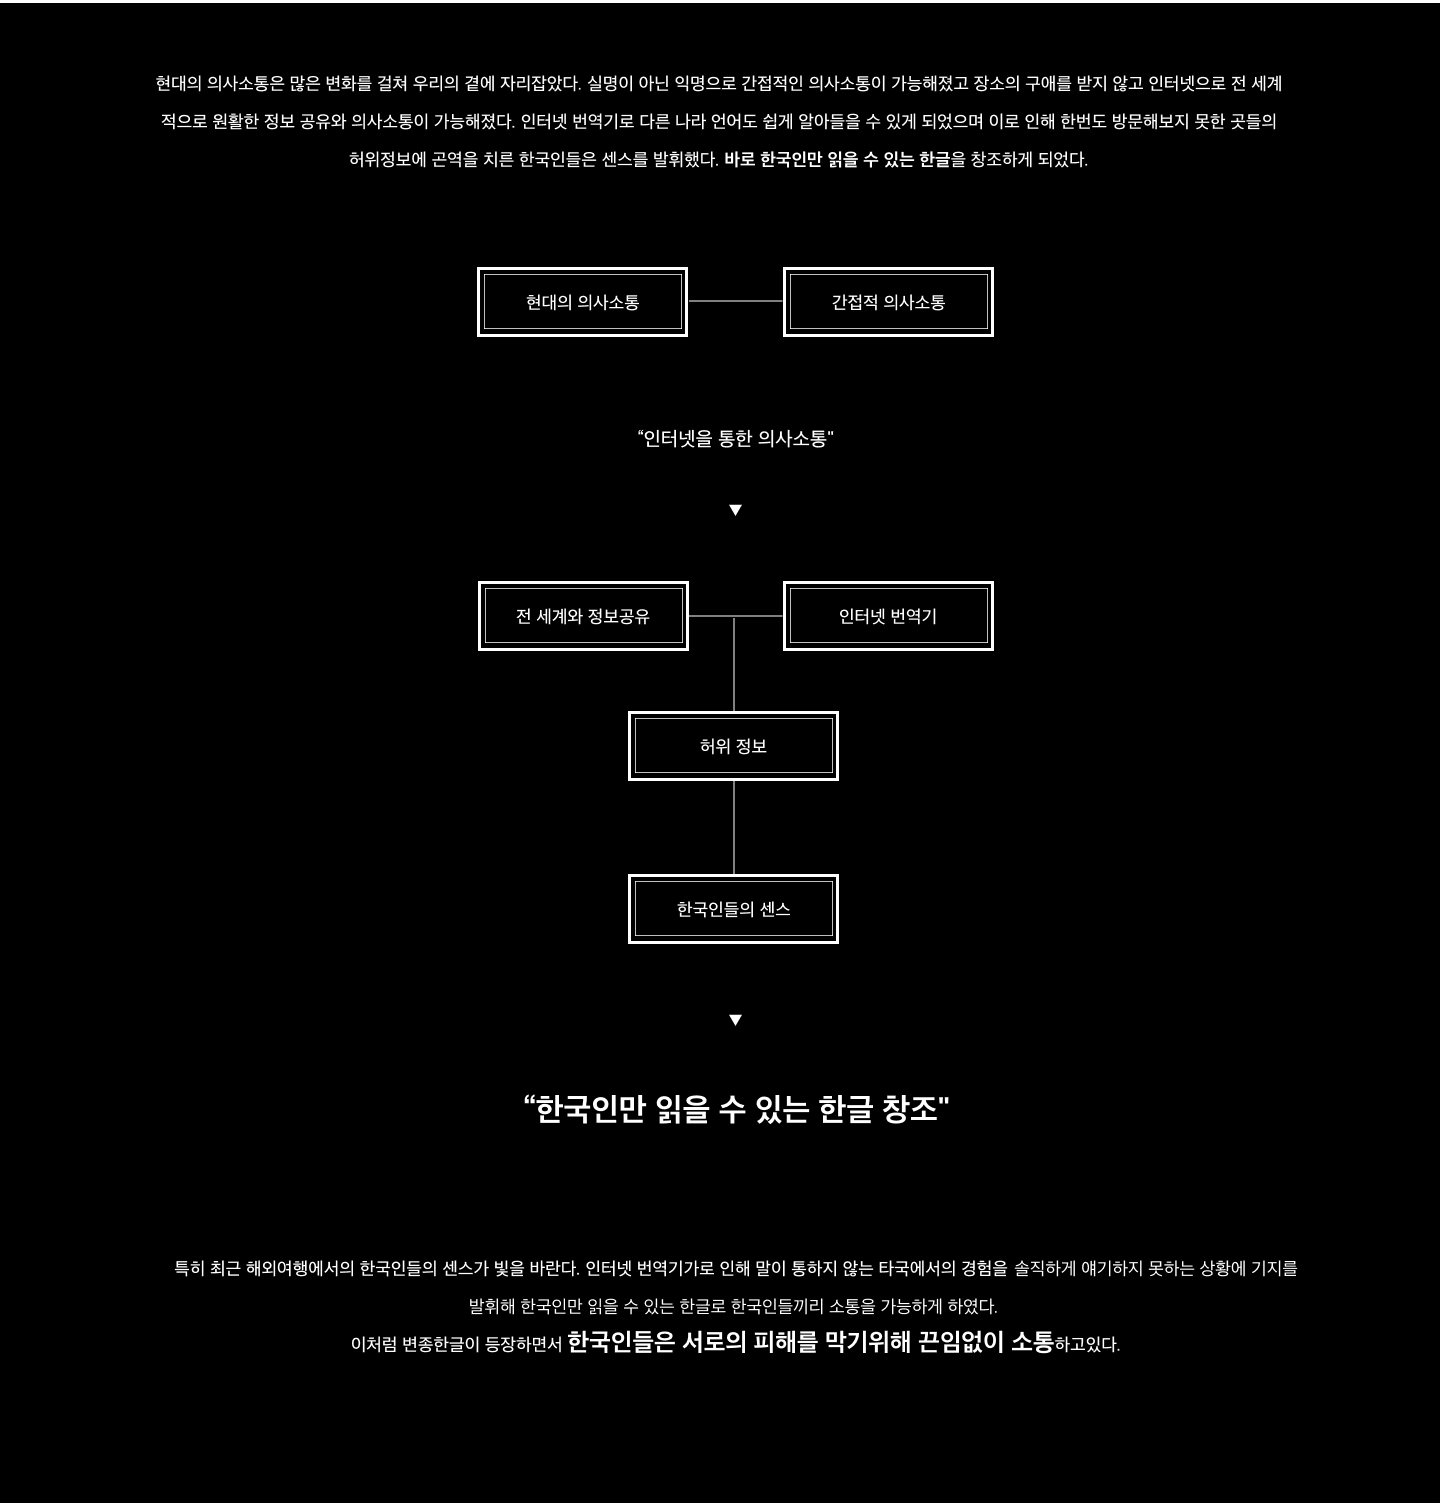 현대의 의사소통은 많은 변화를 걸쳐 우리의 곁에 자리잡았다. 실명이 아닌 익명으로 간접적인 의사소통이 가능해졌고 장소의 구애를 받지 않고 인터넷으로 전 세계
적으로 원활한 정보 공유와 의사소통이 가능해졌다. 인터넷 번역기로 다른 나라 언어도 쉽게 알아들을 수 있게 되었으며 이로 인해 한번도 방문해보지 못한 곳들의
허위정보에 곤역을 치른 한국인들은 센스를 발휘했다. 바로 한국인만 읽을 수 있는 한글을 창조하게 되었다.
현대의 의사소통
간접적 의사소통
“인터넷을 통한 의사소통"
▼
전 세계와 정보공유
인터넷 번역기
허위 정보
한국인들의 센스
▼
“한국인만 읽을 수 있는 한글 창조"
특히 최근 해외여행에서의 한국인들의 센스가 빛을 바란다. 인터넷 번역기가로 인해 말이 통하지 않는 타국에서의 경험을 솔직하게 얘기하지 못하는 상황에 기지를
발휘해 한국인만 읽을 수 있는 한글로 한국인들끼리 소통을 가능하게 하였다.
이처럼 변종한글이 등장하면서 한국인들은 서로의 피해를 막기위해 끈임없이 소통하고있다.